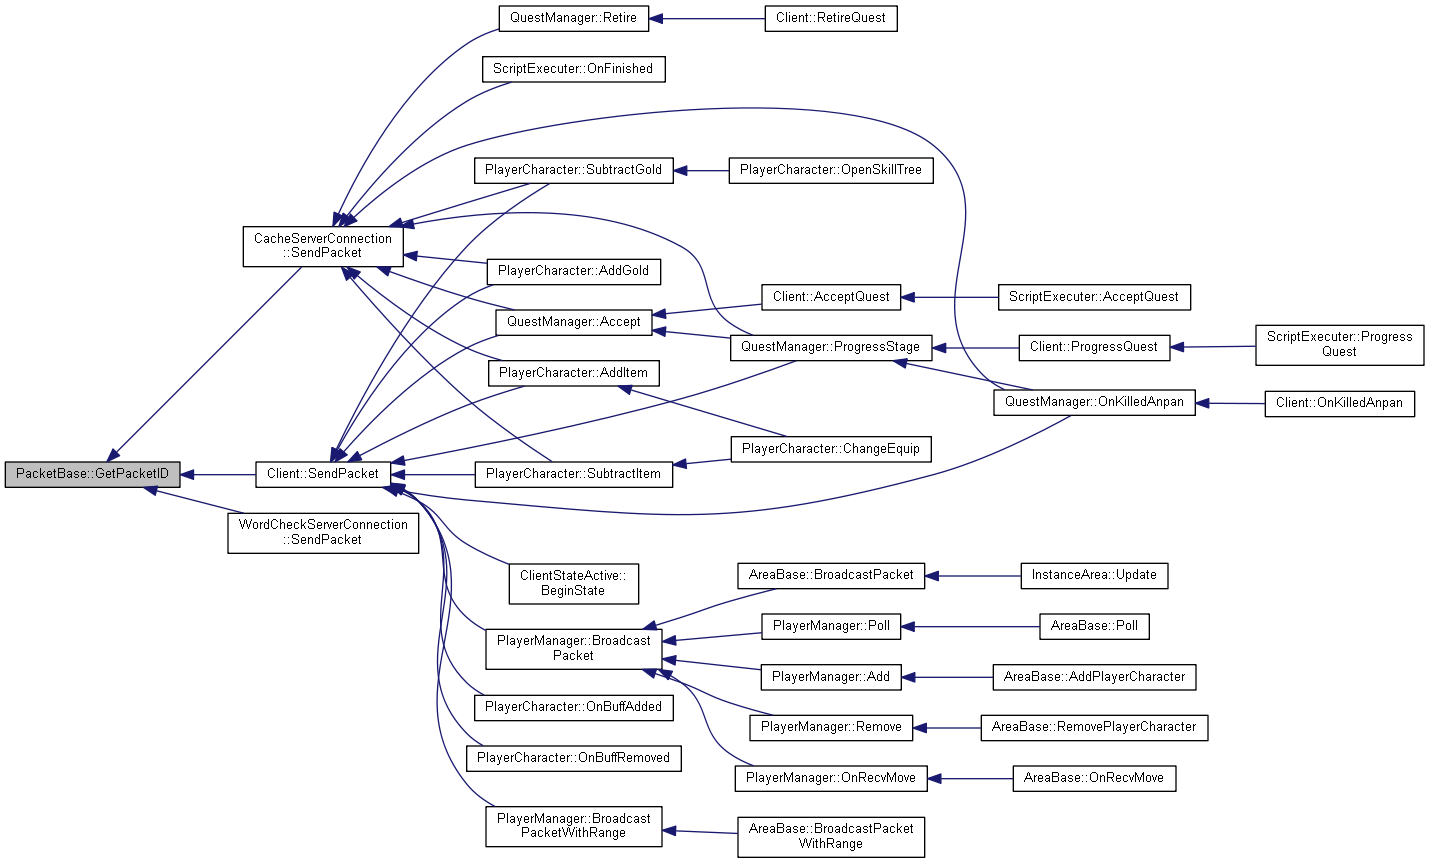 QuestManager::Retire
Client::RetireQuest
ScriptExecuter::OnFinished
PlayerCharacter::SubtractGold
PlayerCharacter::OpenSkillTree
CacheServerConnection
::SendPacket
PlayerCharacter::AddGold
Client::AcceptQuest
ScriptExecuter::AcceptQuest
QuestManager::Accept
QuestManager::ProgressStage
Client::ProgressQuest
ScriptExecuter::Progress
Quest
PlayerCharacter::AddItem
QuestManager::OnKilledAnpan
Client::OnKilledAnpan
PlayerCharacter::ChangeEquip
PacketBase::GetPacketID
Client::SendPacket
PlayerCharacter::SubtractItem
WordCheckServerConnection
::SendPacket
ClientStateActive::
BeginState
AreaBase::BroadcastPacket
InstanceArea::Update
PlayerManager::Broadcast
Packet
PlayerManager::Poll
AreaBase::Poll
PlayerManager::Add
AreaBase::AddPlayerCharacter
PlayerCharacter::OnBuffAdded
PlayerManager::Remove
AreaBase::RemovePlayerCharacter
PlayerCharacter::OnBuffRemoved
PlayerManager::OnRecvMove
AreaBase::OnRecvMove
PlayerManager::Broadcast
PacketWithRange
AreaBase::BroadcastPacket
WithRange